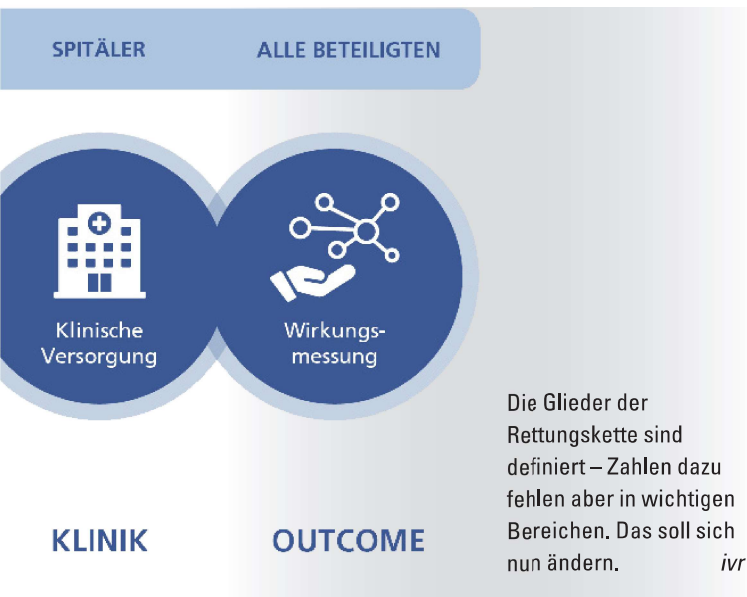 SPITÄLER
ALLE BETEILIGTEN
Klinische
Versorgung
Wirkungs-
messung
KLINIK
OUTCOME
Die Glieder der
Rettungskette sind
definiert – Zahlen dazu
fehlen aber in wichtigen
Bereichen. Das soll sich
nun ändern. ivr